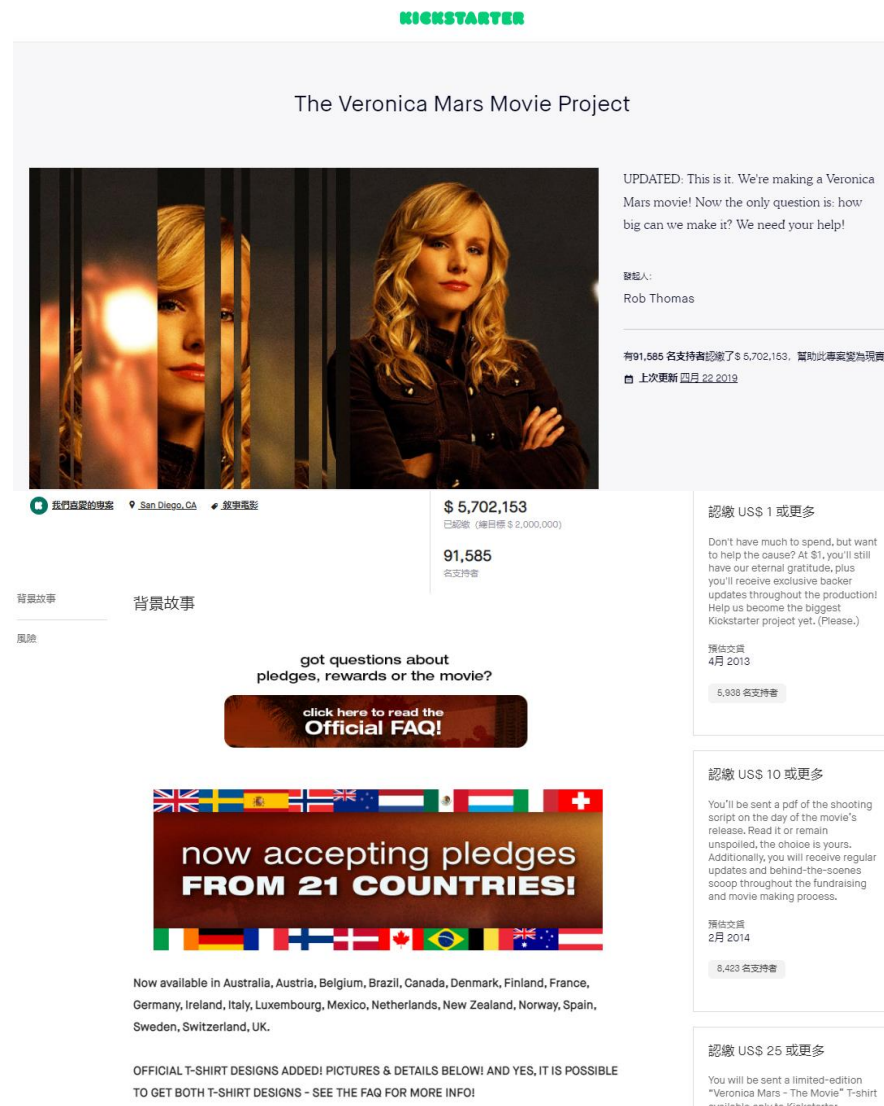 KICKSTARTER
The Veronica Mars Movie Project
UPDATED: This is it. We're making a Veronica
Mars movie! Now the only question is: how
big can we make it? We need your help!
發起人:
Rob Thomas
有91,585 名支持者認繳了$ 5,702,153, 幫助此專案變為現實
上次更新 四月 22 2019
我們喜愛的專案
San Diego, CA
敘事電影
$ 5,702,153
已認繳 (總目標 $ 2,000,000)
91,585
名支持者
背景故事
風險
背景故事
got questions about
pledges, rewards or the movie?
click here to read the
Official FAQ!
now accepting pledges
FROM 21 COUNTRIES!
Now available in Australia, Austria, Belgium, Brazil, Canada, Denmark, Finland, France,
Germany, Ireland, Italy, Luxembourg, Mexico, Netherlands, New Zealand, Norway, Spain,
Sweden, Switzerland, UK.
OFFICIAL T-SHIRT DESIGNS ADDED! PICTURES & DETAILS BELOW! AND YES, IT IS POSSIBLE
TO GET BOTH T-SHIRT DESIGNS - SEE THE FAQ FOR MORE INFO!
認繳 US$ 1 或更多
Don't have much to spend, but want
to help the cause? At $1, you'll still
have our eternal gratitude, plus
you'll receive exclusive backer
updates throughout the production!
Help us become the biggest
Kickstarter project yet. (Please.)
預估交貨
4月 2013
5,938 名支持者
認繳 US$ 10 或更多
You'll be sent a pdf of the shooting
script on the day of the movie's
release. Read it or remain
unspoiled, the choice is yours.
Additionally, you will receive regular
updates and behind-the-scenes
scoop throughout the fundraising
and movie making process.
預估交貨
2月 2014
8,423 名支持者
認繳 US$ 25 或更多
You will be sent a limited-edition
"Veronica Mars - The Movie" T-shirt
available only to Kickstarter